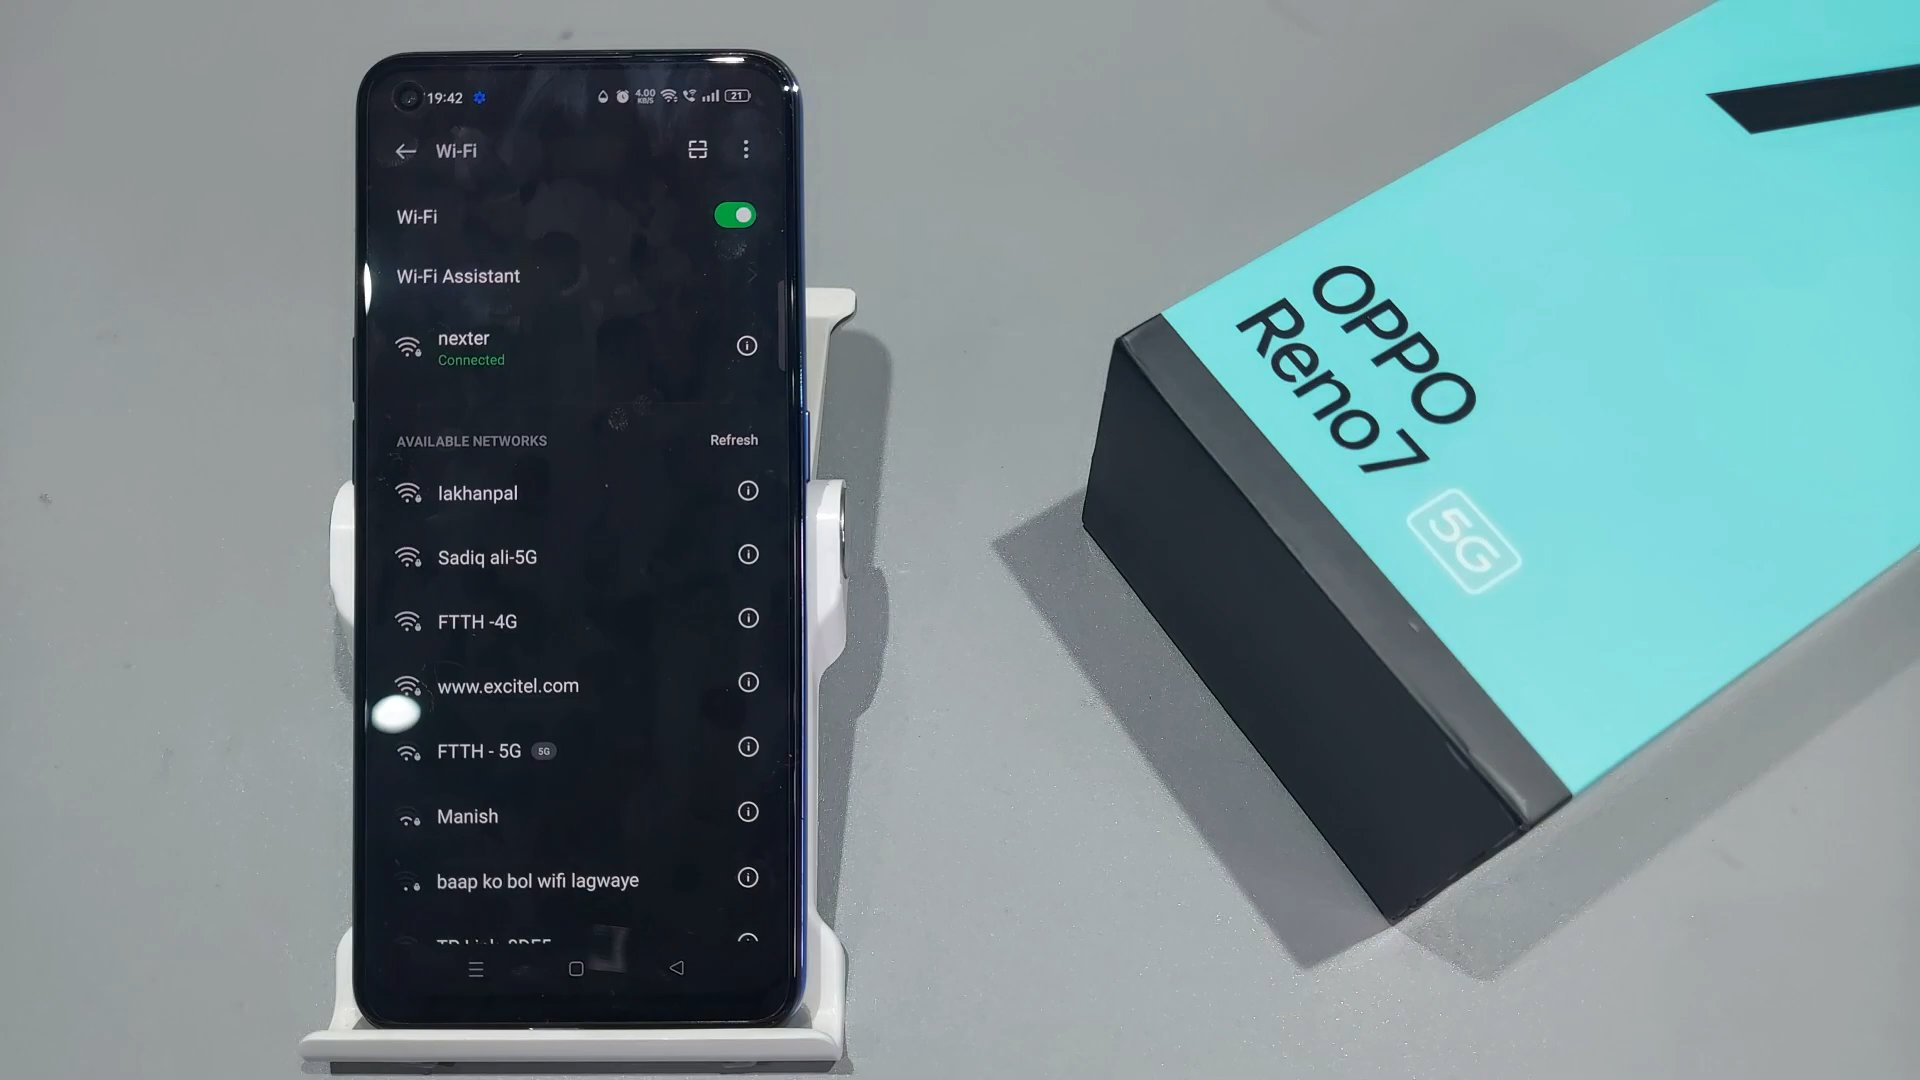 19:42 4.00 KB/S 21
Wi-Fi
Wi-Fi
Wi-Fi Assistant
nexter
Connected
AVAILABLE NETWORKS Refresh
lakhanpal
Sadiq ali-5G
FTTH -4G
www.excitel.com
FTTH - 5G 5G
Manish
baap ko bol wifi lagwaye
OPPO
Reno7
5G